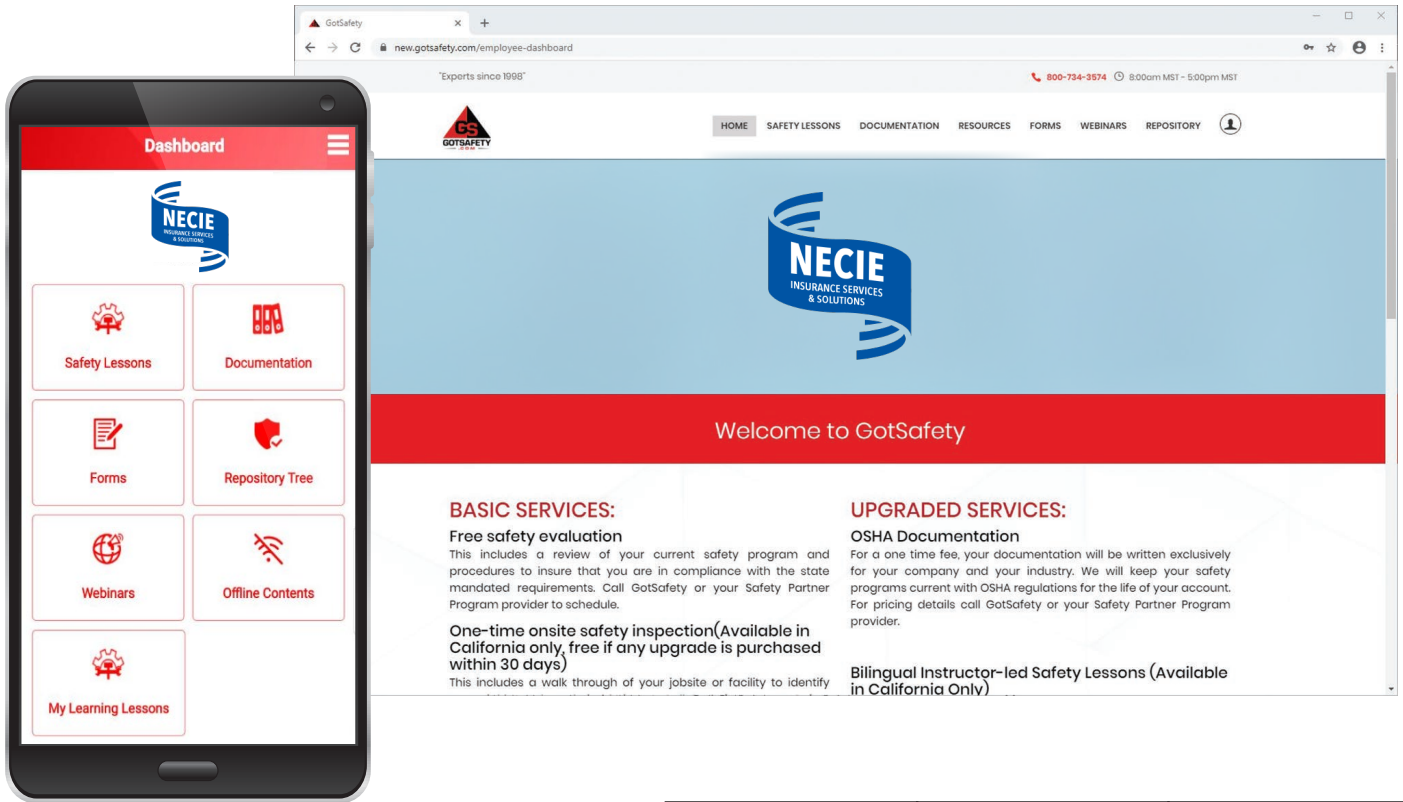 GotSafety
new.gotsafety.com/employee-dashboard
"Experts since 1998"
800-734-3574
8:00am MST - 5:00pm MST
GS
GOTSAFETY
.COM
HOME SAFETY LESSONS DOCUMENTATION RESOURCES FORMS WEBINARS REPOSITORY
NECIE
INSURANCE SERVICES
& SOLUTIONS
Welcome to GotSafety
BASIC SERVICES:
Free safety evaluation
This includes a review of your current safety program and
procedures to insure that you are in compliance with the state
mandated requirements. Call GotSafety or your Safety Partner
Program provider to schedule.
One-time onsite safety inspection(Available in
California only, free if any upgrade is purchased
within 30 days)
This includes a walk through of your jobsite or facility to identify
UPGRADED SERVICES:
OSHA Documentation
For a one time fee, your documentation will be written exclusively
for your company and your industry. We will keep your safety
programs current with OSHA regulations for the life of your account.
For pricing details call GotSafety or your Safety Partner Program
provider.
Bilingual Instructor-led Safety Lessons (Available
in California Only)
Dashboard
NECIE
INSURANCE SERVICES
& SOLUTIONS
Safety Lessons
Documentation
Forms
Repository Tree
Webinars
Offline Contents
My Learning Lessons